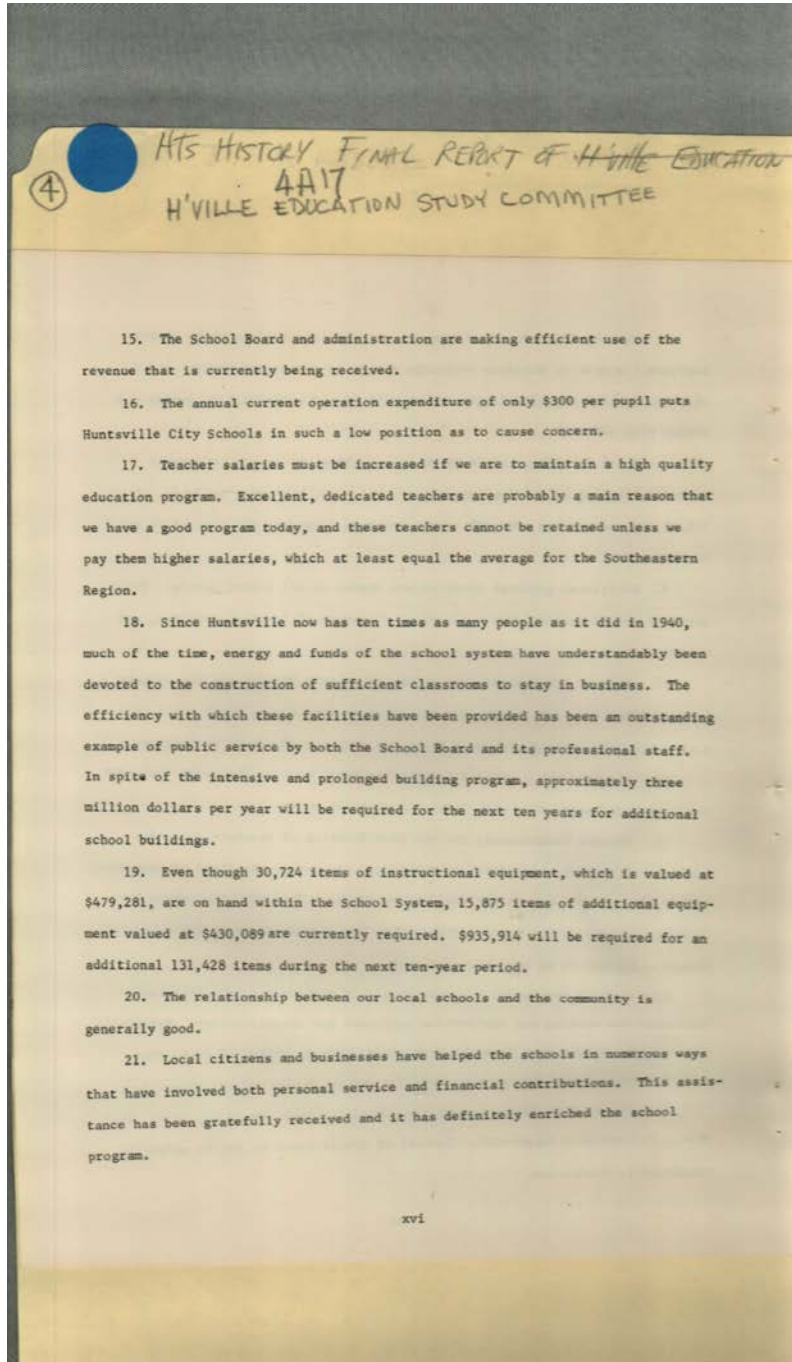 HTS HISTORY FINAL REPORT OF H'ville EDUCATION
4A17
4
H'VILLE EDUCATION STUDY COMMITTEE
15. The School Board and administration are making efficient use of the
revenue that is currently being received.
16. The annual current operation expenditure of only $300 per pupil puts
Huntsville City Schools in such a low position as to cause concern.
17. Teacher salaries must be increased if we are to maintain a high quality
education program. Excellent, dedicated teachers are probably a main reason that
we have a good program today, and these teachers cannot be retained unless we
pay them higher salaries, which at least equal the average for the Southeastern
Region.
18. Since Huntsville now has ten times as many people as it did in 1940,
much of the time, energy and funds of the school system have understandably been
devoted to the construction of sufficient classrooms to stay in business. The
efficiency with which these facilities have been provided has been an outstanding
example of public service by both the School Board and its professional staff.
In spite of the intensive and prolonged building program, approximately three
million dollars per year will be required for the next ten years for additional
school buildings.
19. Even though 30,724 items of instructional equipment, which is valued at
$479,281, are on hand within the School System, 15,875 items of additional equip-
ment valued at $430,089 are currently required. $935,914 will be required for an
additional 131,428 items during the next ten-year period.
20. The relationship between our local schools and the community is
generally good.
21. Local citizens and businesses have helped the schools in numerous ways
that have involved both personal service and financial contributions. This assis-
tance has been gratefully received and it has definitely enriched the school
program.
xvi